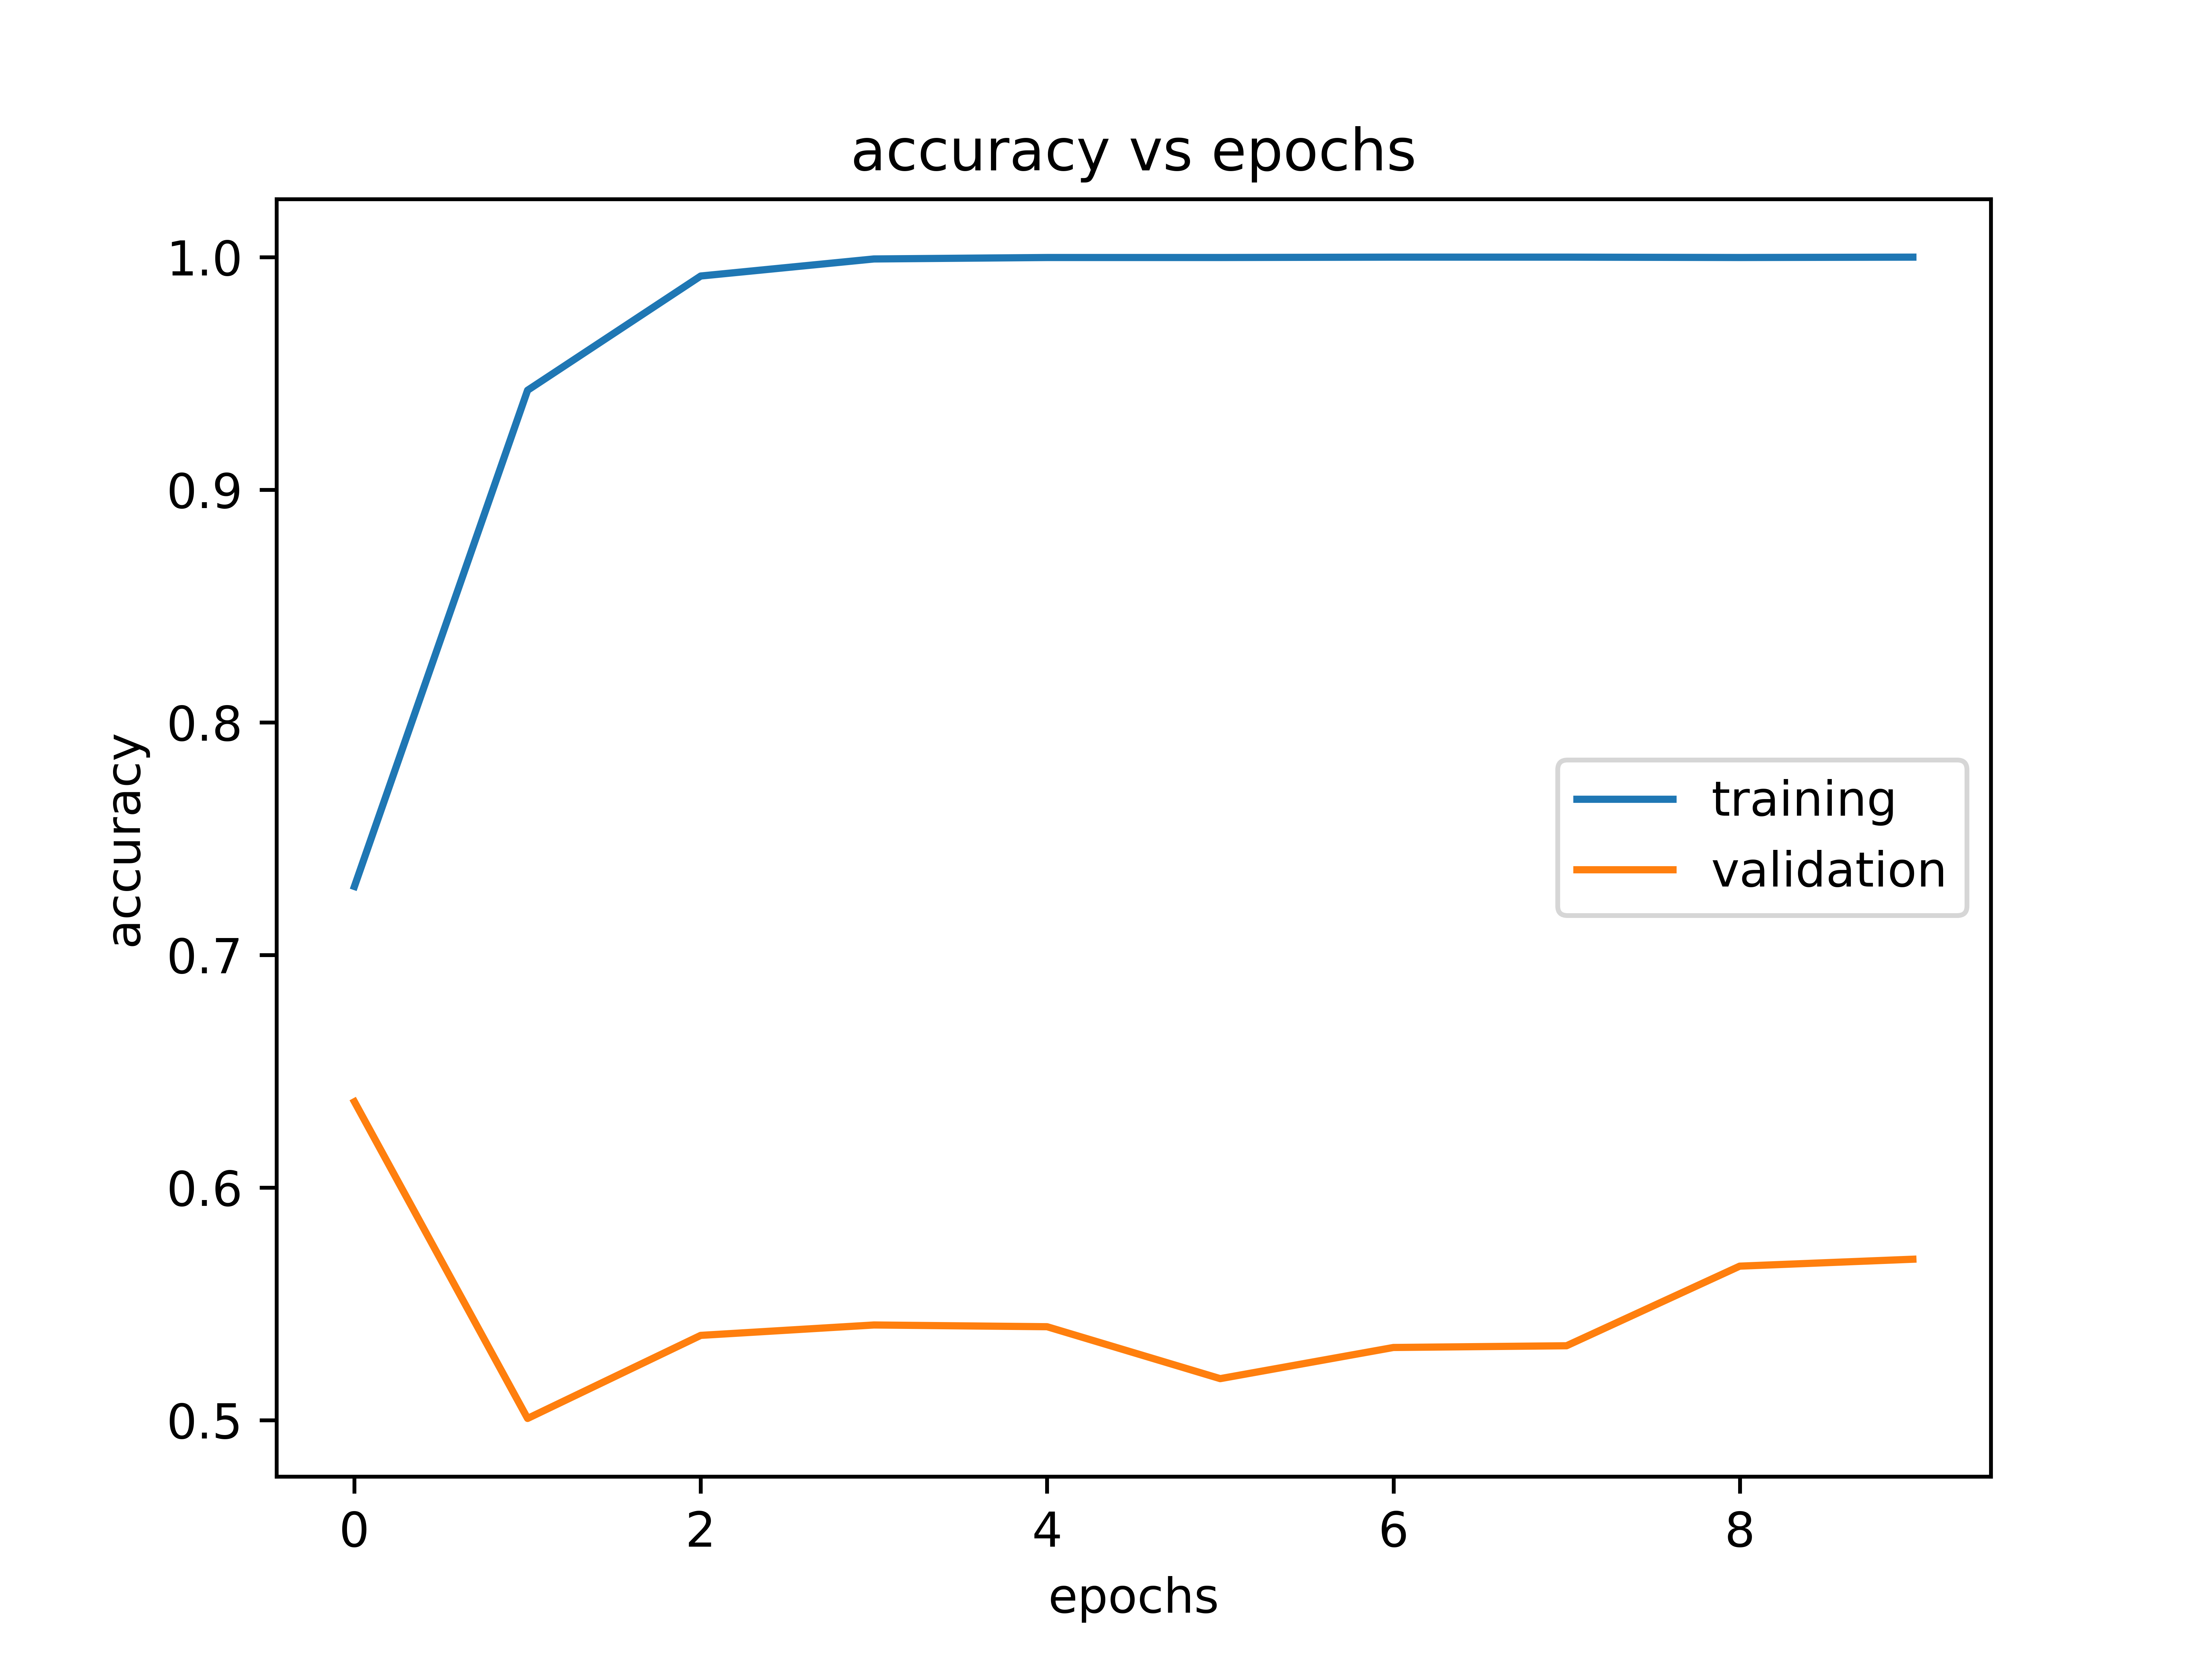 accuracy vs epochs
1.0
0.9
0.8
0.7
0.6
0.5
accuracy
training
validation
0 2 4 6 8
epochs